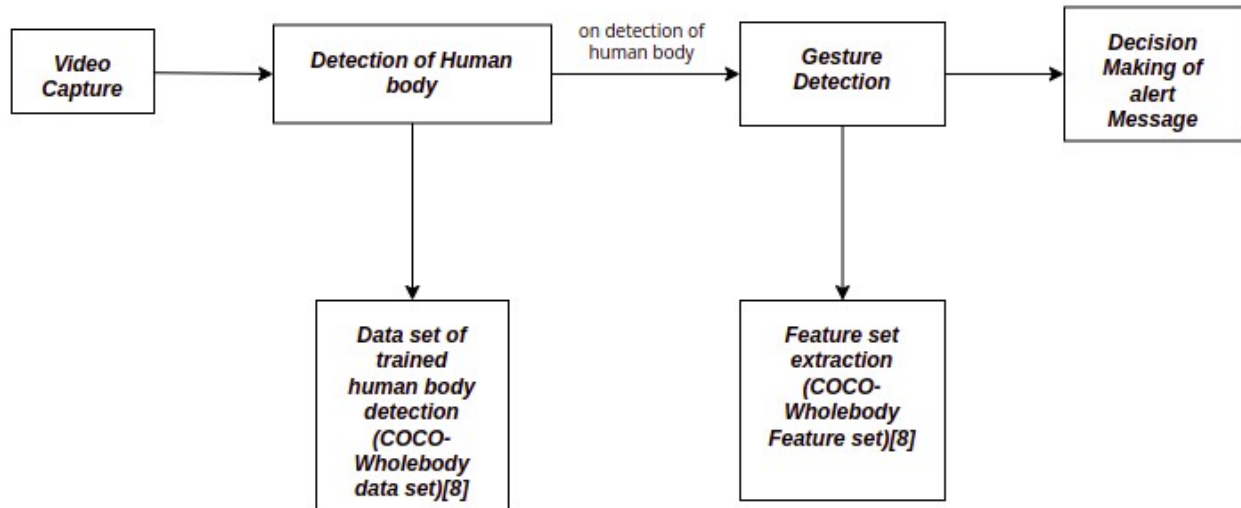 Video
Capture
Detection of Human
body
on detection of
human body
Gesture
Detection
Decision
Making of
alert
Message
Data set of
trained
human body
detection
(COCO-
Wholebody
data set)[8]
Feature set
extraction
(COCO-
Wholebody
Feature set)[8]